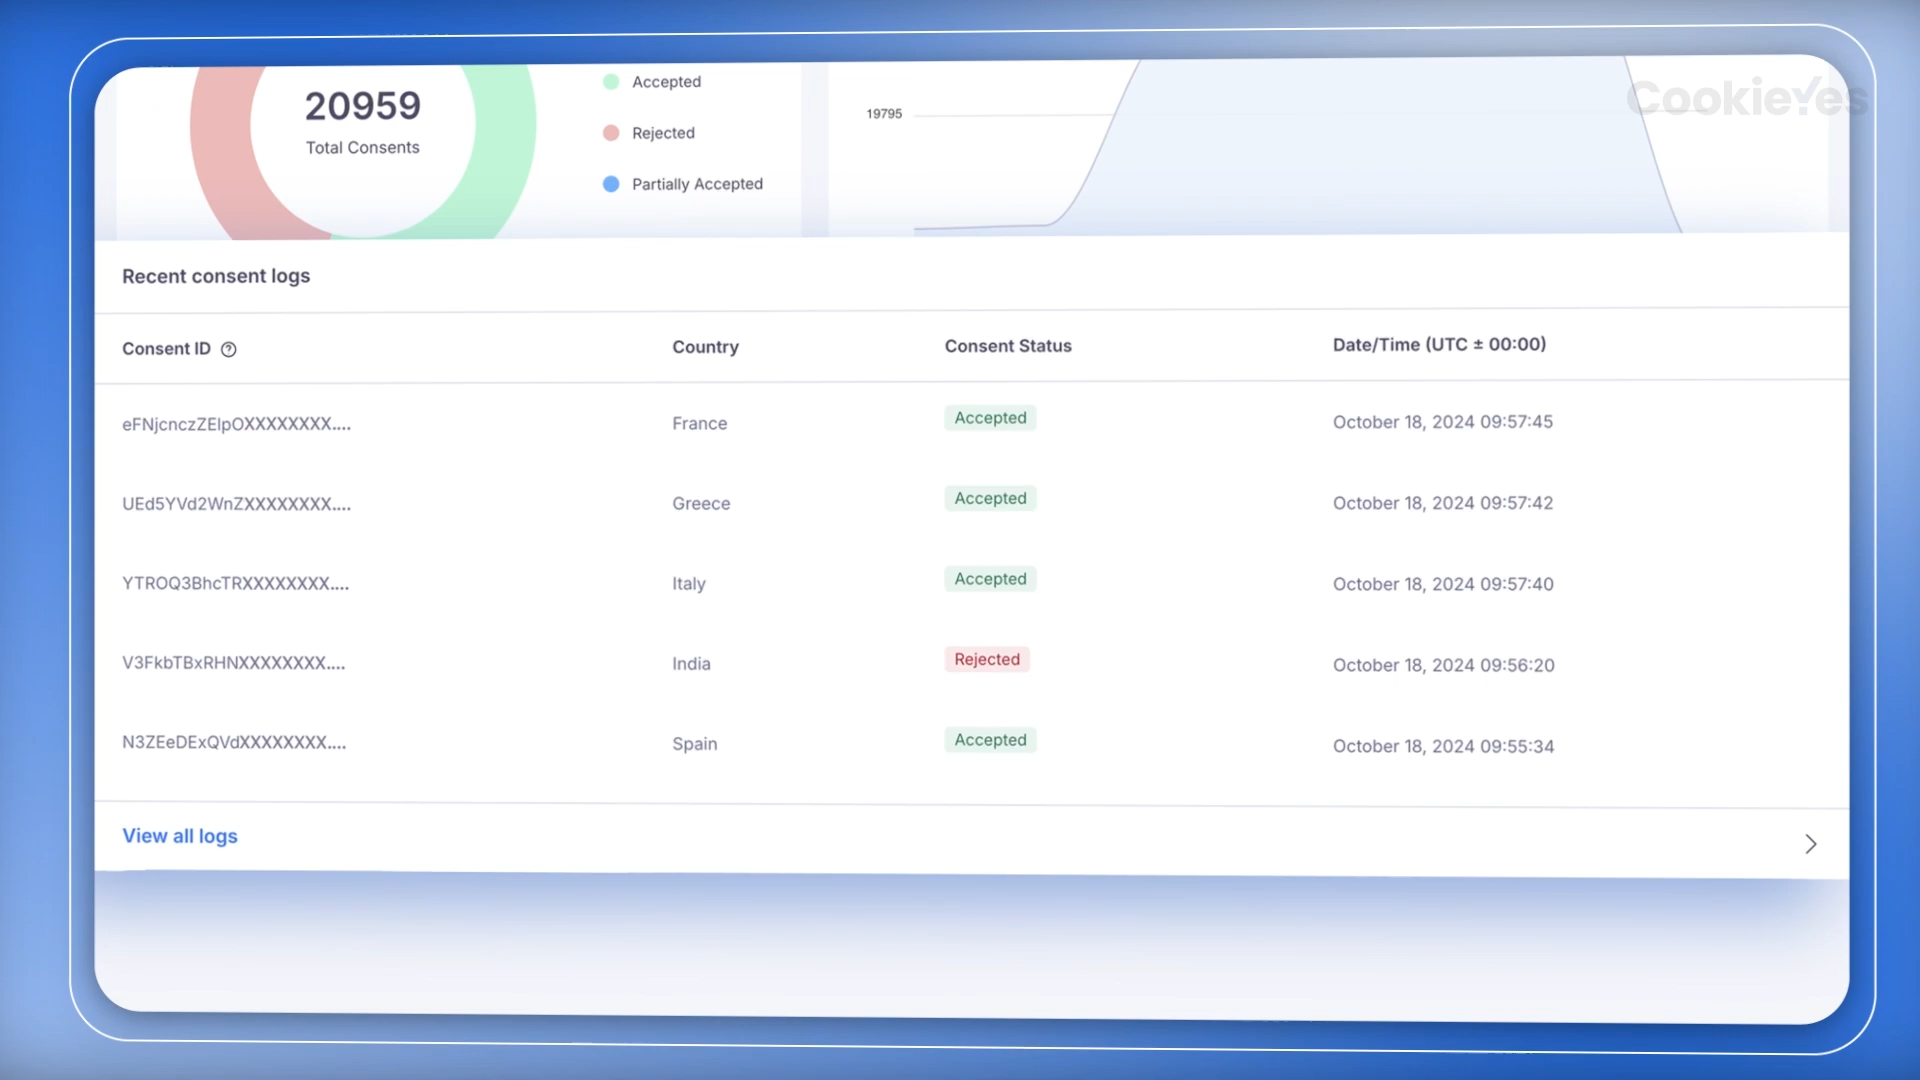 20959
Total Consents
Accepted
Rejected
Partially Accepted
19795
CookieYes
Recent consent logs
Consent ID Country Consent Status Date/Time (UTC ± 00:00)
eFNjcnczZElpOXXXXXXXX.... France Accepted October 18, 2024 09:57:45
UEd5YVd2WnZXXXXXXXX.... Greece Accepted October 18, 2024 09:57:42
YTROQ3BhcTRXXXXXXXX.... Italy Accepted October 18, 2024 09:57:40
V3FkbTBxRHNXXXXXXXX.... India Rejected October 18, 2024 09:56:20
N3ZEeDExQVdXXXXXXXX.... Spain Accepted October 18, 2024 09:55:34
View all logs